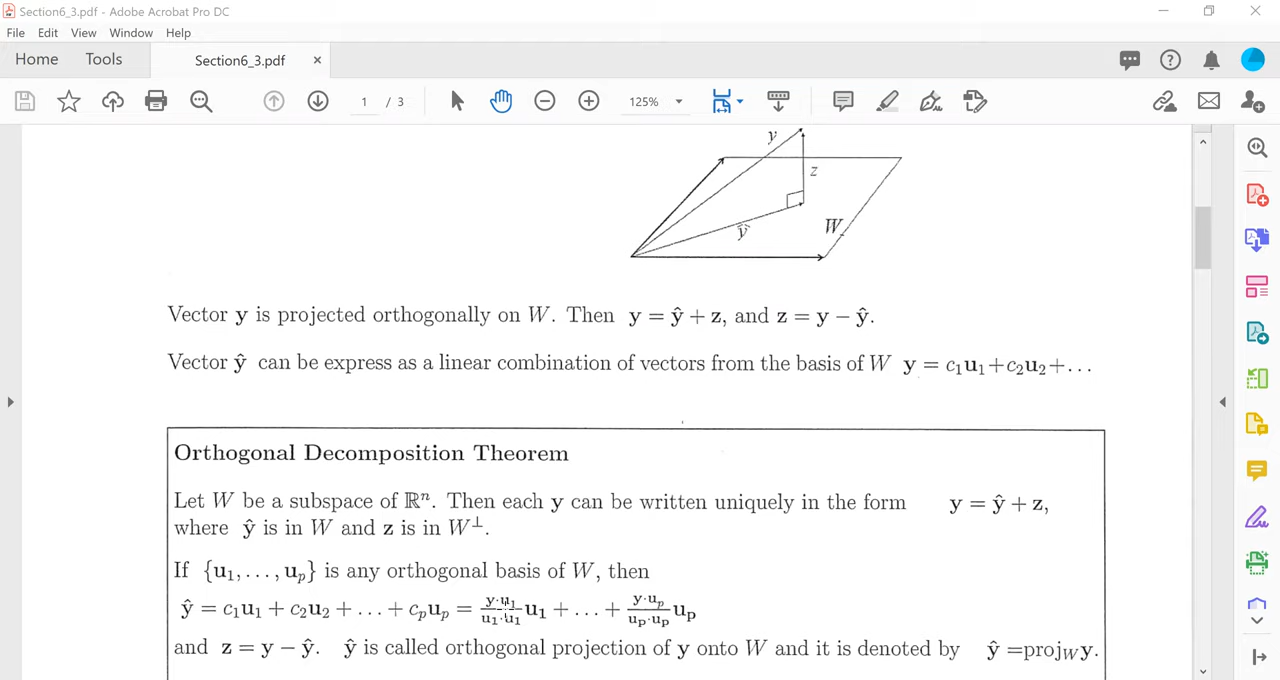 Section6_3.pdf - Adobe Acrobat Pro DC
File Edit View Window Help
Home Tools Section6_3.pdf ×
1 / 3 125%
y
z
ŷ
W
Vector y is projected orthogonally on W. Then y = ŷ + z, and z = y − ŷ.
Vector ŷ can be express as a linear combination of vectors from the basis of W y = c₁u₁+c₂u₂+...
Orthogonal Decomposition Theorem
Let W be a subspace of ℝⁿ. Then each y can be written uniquely in the form y = ŷ + z,
where ŷ is in W and z is in W⊥.
If {u₁, ..., uₚ} is any orthogonal basis of W, then
ŷ = c₁u₁ + c₂u₂ + ... + cₚuₚ = y·u₁/u₁·u₁ u₁ + ... + y·uₚ/uₚ·uₚ uₚ
and z = y − ŷ. ŷ is called orthogonal projection of y onto W and it is denoted by ŷ =projWy.